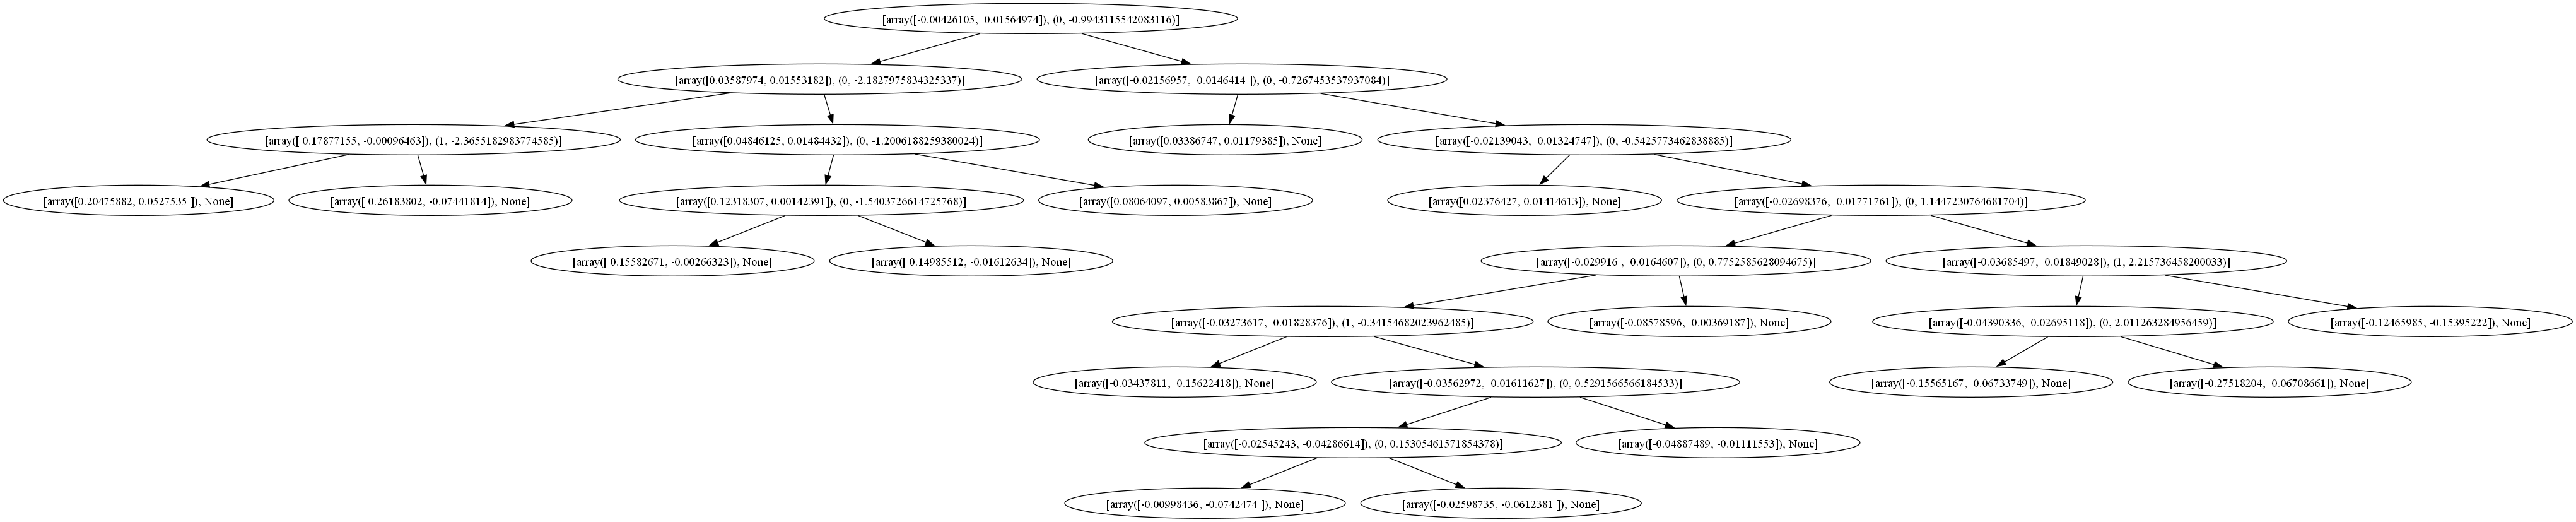 [array([-0.00426105,  0.01564974]), (0, -0.9943115542083116)]
[array([0.03587974, 0.01553182]), (0, -2.1827975834325337)]
[array([-0.02156957,  0.0146414 ]), (0, -0.7267453537937084)]
[array([ 0.17877155, -0.00096463]), (1, -2.3655182983774585)]
[array([0.04846125, 0.01484432]), (0, -1.2006188259380024)]
[array([0.03386747, 0.01179385]), None]
[array([-0.02139043,  0.01324747]), (0, -0.5425773462838885)]
[array([0.20475882, 0.0527535 ]), None]
[array([ 0.26183802, -0.07441814]), None]
[array([0.12318307, 0.00142391]), (0, -1.5403726614725768)]
[array([0.08064097, 0.00583867]), None]
[array([0.02376427, 0.01414613]), None]
[array([-0.02698376,  0.01771761]), (0, 1.1447230764681704)]
[array([ 0.15582671, -0.00266323]), None]
[array([ 0.14985512, -0.01612634]), None]
[array([-0.029916 ,  0.0164607]), (0, 0.7752585628094675)]
[array([-0.03685497,  0.01849028]), (1, 2.215736458200033)]
[array([-0.03273617,  0.01828376]), (1, -0.34154682023962485)]
[array([-0.08578596,  0.00369187]), None]
[array([-0.04390336,  0.02695118]), (0, 2.011263284956459)]
[array([-0.12465985, -0.15395222]), None]
[array([-0.03437811,  0.15622418]), None]
[array([-0.03562972,  0.01611627]), (0, 0.5291566566184533)]
[array([-0.15565167,  0.06733749]), None]
[array([-0.27518204,  0.06708661]), None]
[array([-0.02545243, -0.04286614]), (0, 0.15305461571854378)]
[array([-0.04887489, -0.01111553]), None]
[array([-0.00998436, -0.0742474 ]), None]
[array([-0.02598735, -0.0612381 ]), None]